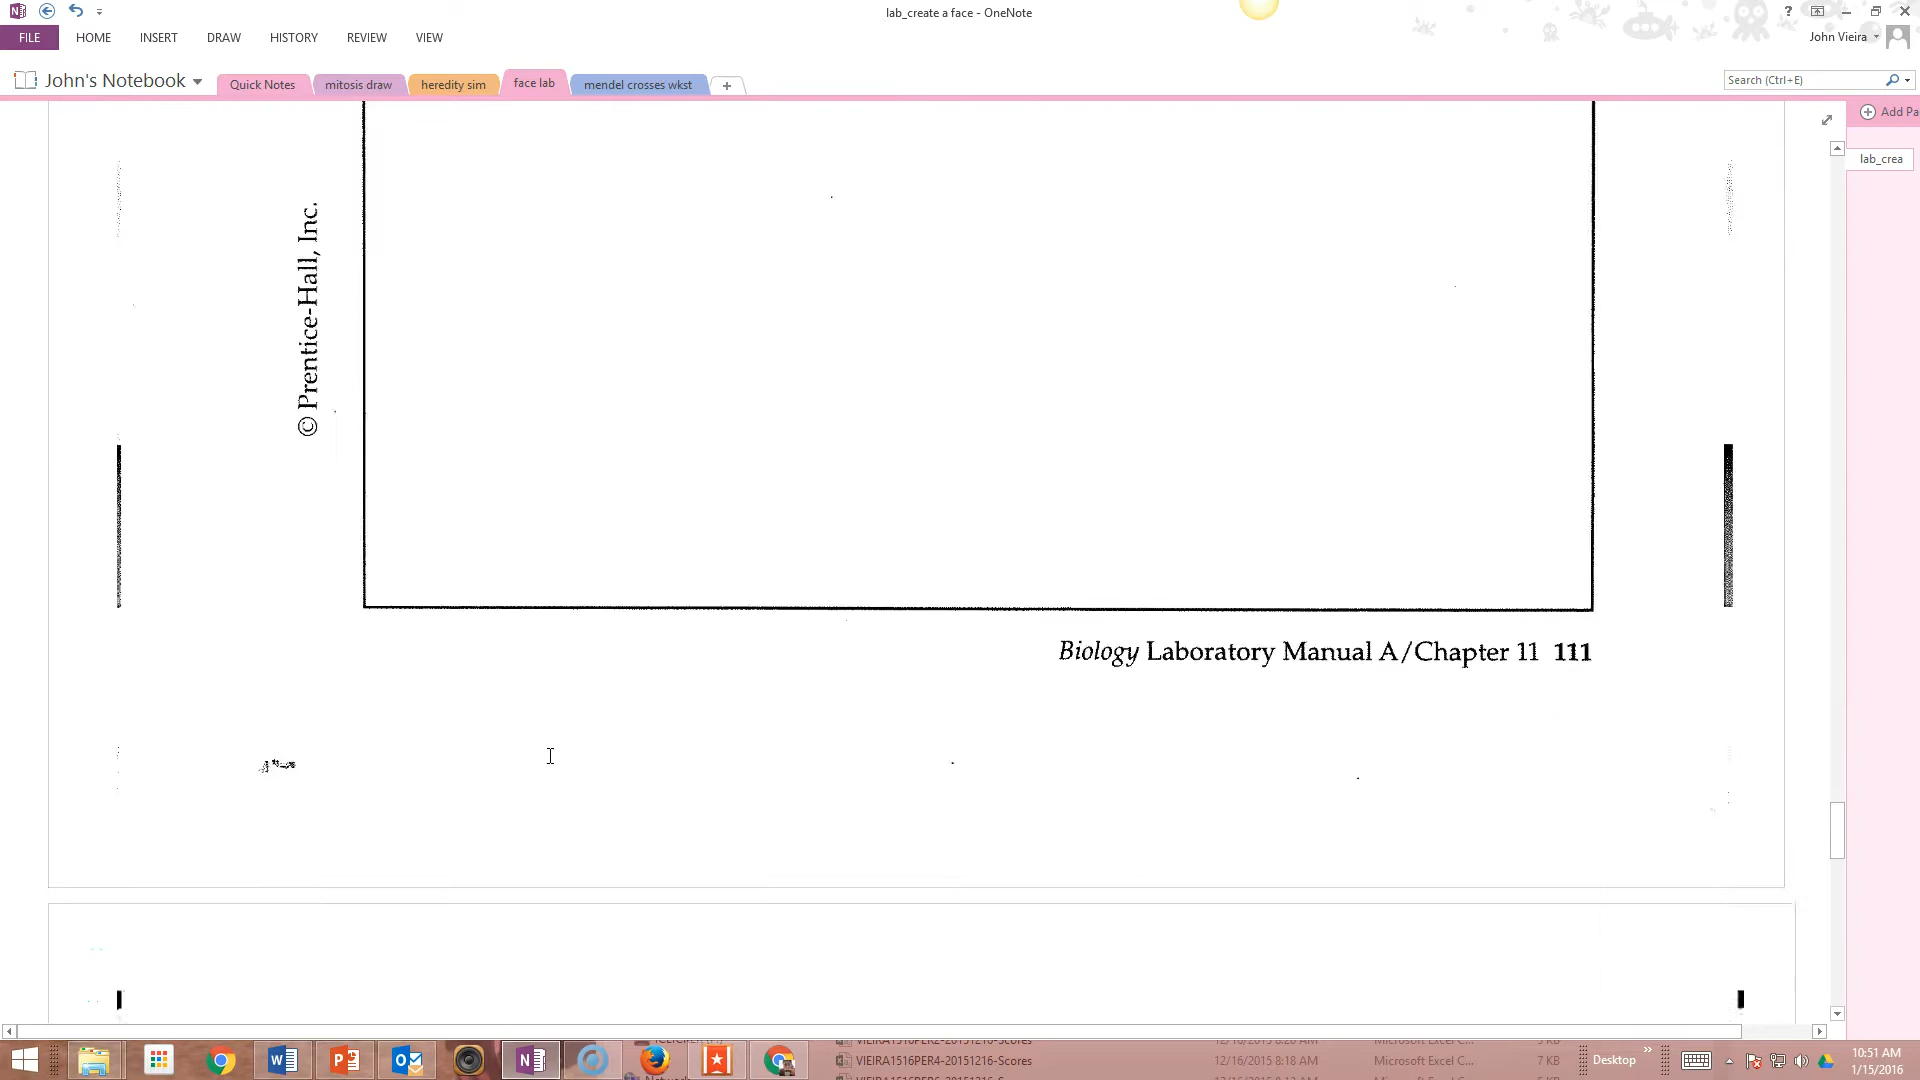 lab_create a face - OneNote
?
FILE HOME INSERT DRAW HISTORY REVIEW VIEW
John Vieira
John's Notebook
Quick Notes
mitosis draw
heredity sim
face lab
mendel crosses wkst
+
Search (Ctrl+E)
Add Pa
lab_crea
© Prentice-Hall, Inc.
Biology Laboratory Manual A/Chapter 11 111
VIEIRA1516PER4-20151216-Scores 12/16/2015 8:18 AM Microsoft Excel C... 7 KB
Desktop
10:51 AM
1/15/2016